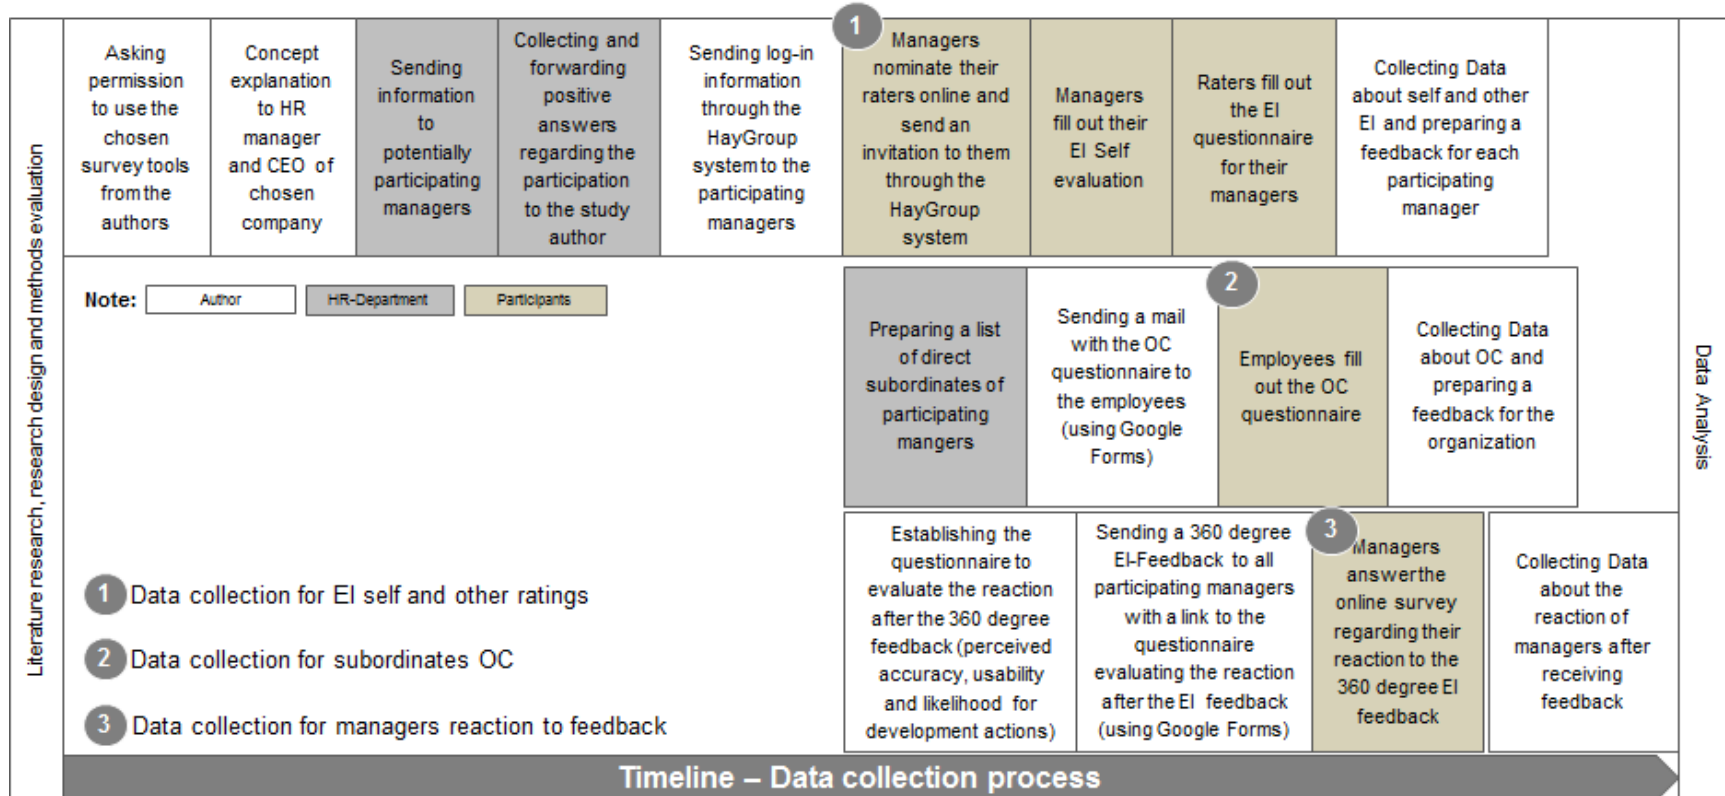 Literature research, research design and methods evaluation
Asking
permission
to use the
chosen
survey tools
from the
authors
Concept
explanation
to HR
manager
and CEO of
chosen
company
Sending
information
to
potentially
participating
managers
Collecting and
forwarding
positive
answers
regarding the
participation
to the study
author
Sending log-in
information
through the
HayGroup
system to the
participating
managers
1
Managers
nominate their
raters online and
send an
invitation to them
through the
HayGroup
system
Managers
fill out their
EI Self
evaluation
Raters fill out
the EI
questionnaire
for their
managers
Collecting Data
about self and other
EI and preparing a
feedback for each
participating
manager
Note:
Author
HR-Department
Participants
Preparing a list
of direct
subordinates of
participating
mangers
Sending a mail
with the OC
questionnaire to
the employees
(using Google
Forms)
2
Employees fill
out the OC
questionnaire
Collecting Data
about OC and
preparing a
feedback for the
organization
Establishing the
questionnaire to
evaluate the reaction
after the 360 degree
feedback (perceived
accuracy, usability
and likelihood for
development actions)
Sending a 360 degree
EI-Feedback to all
participating managers
with a link to the
questionnaire
evaluating the reaction
after the EI feedback
(using Google Forms)
3
Managers
answer the
online survey
regarding their
reaction to the
360 degree EI
feedback
Collecting Data
about the
reaction of
managers after
receiving
feedback
1 Data collection for EI self and other ratings
2 Data collection for subordinates OC
3 Data collection for managers reaction to feedback
Data Analysis
Timeline – Data collection process